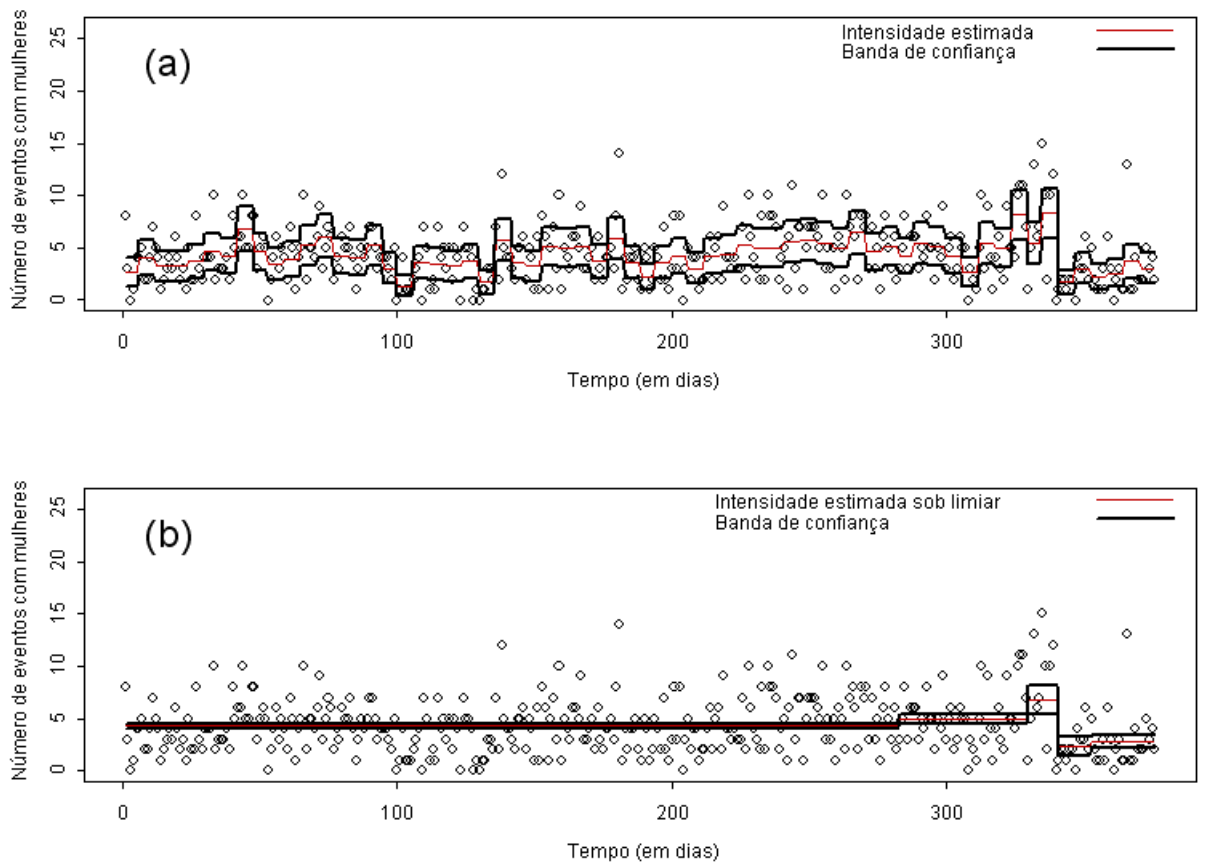 Número de eventos com mulheres
25
20
15
10
5
0
(a)
Intensidade estimada
Banda de confiança
0 100 200 300
Tempo (em dias)
Número de eventos com mulheres
25
20
15
10
5
0
(b)
Intensidade estimada sob limiar
Banda de confiança
0 100 200 300
Tempo (em dias)